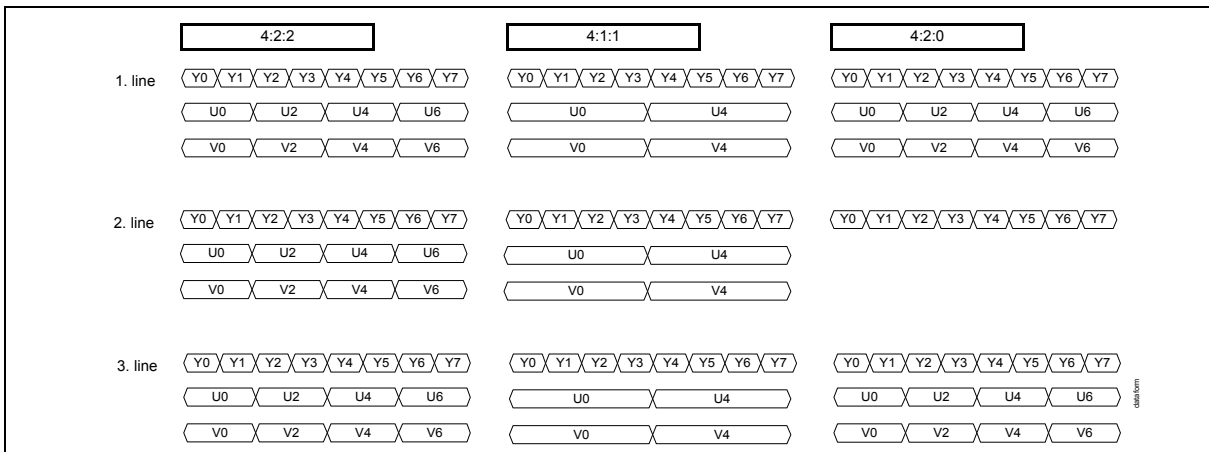 4:2:2 4:1:1 4:2:0
1. line Y0 Y1 Y2 Y3 Y4 Y5 Y6 Y7 Y0 Y1 Y2 Y3 Y4 Y5 Y6 Y7 Y0 Y1 Y2 Y3 Y4 Y5 Y6 Y7
U0 U2 U4 U6 U0 U4 U0 U2 U4 U6
V0 V2 V4 V6 V0 V4 V0 V2 V4 V6
2. line Y0 Y1 Y2 Y3 Y4 Y5 Y6 Y7 Y0 Y1 Y2 Y3 Y4 Y5 Y6 Y7 Y0 Y1 Y2 Y3 Y4 Y5 Y6 Y7
U0 U2 U4 U6 U0 U4
V0 V2 V4 V6 V0 V4
3. line Y0 Y1 Y2 Y3 Y4 Y5 Y6 Y7 Y0 Y1 Y2 Y3 Y4 Y5 Y6 Y7 Y0 Y1 Y2 Y3 Y4 Y5 Y6 Y7
U0 U2 U4 U6 U0 U4 U0 U2 U4 U6
V0 V2 V4 V6 V0 V4 V0 V2 V4 V6
dataform